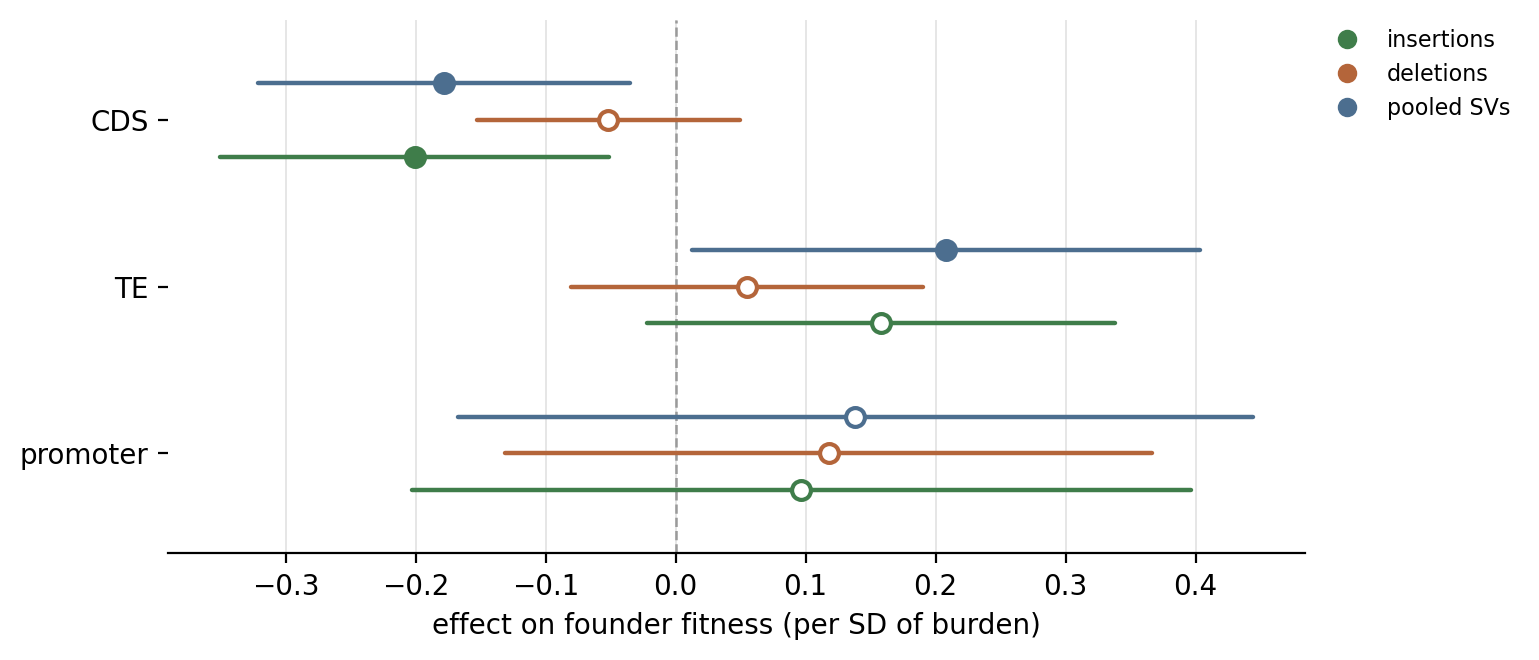 insertions
deletions
pooled SVs
CDS
TE
promoter
−0.3 −0.2 −0.1 0.0 0.1 0.2 0.3 0.4
effect on founder fitness (per SD of burden)